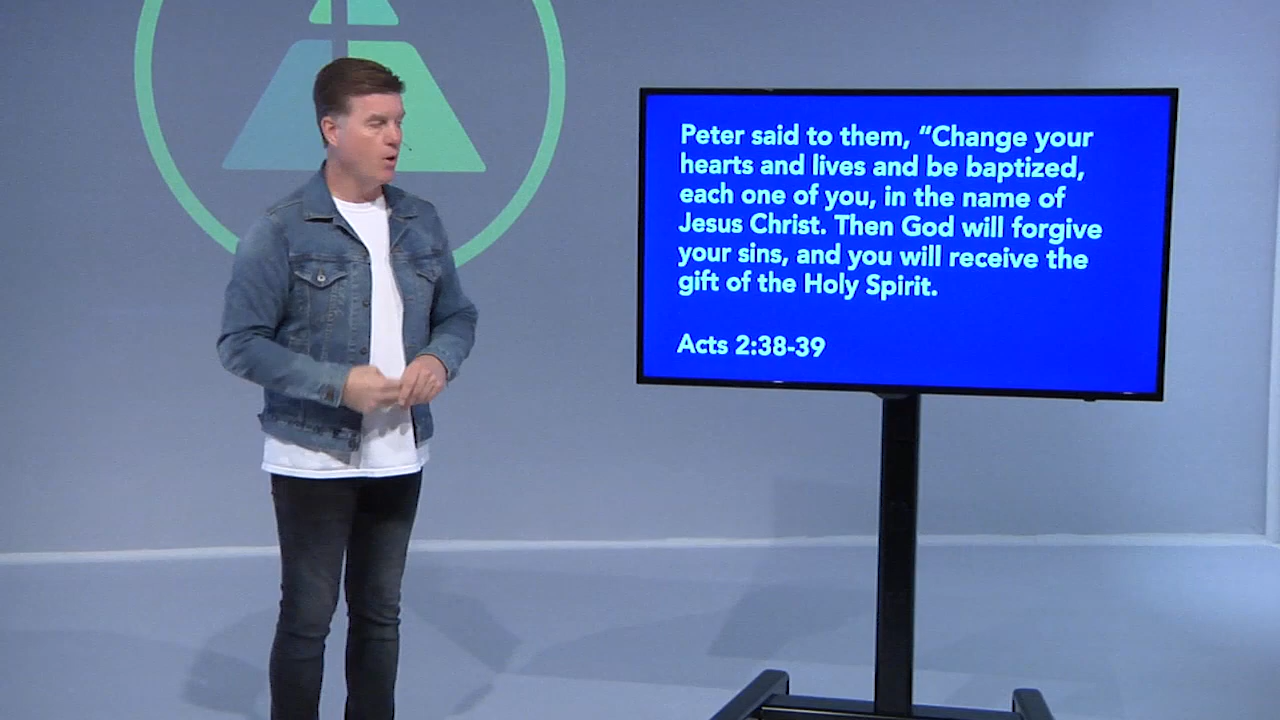 Peter said to them, “Change your
hearts and lives and be baptized,
each one of you, in the name of
Jesus Christ. Then God will forgive
your sins, and you will receive the
gift of the Holy Spirit.
Acts 2:38-39